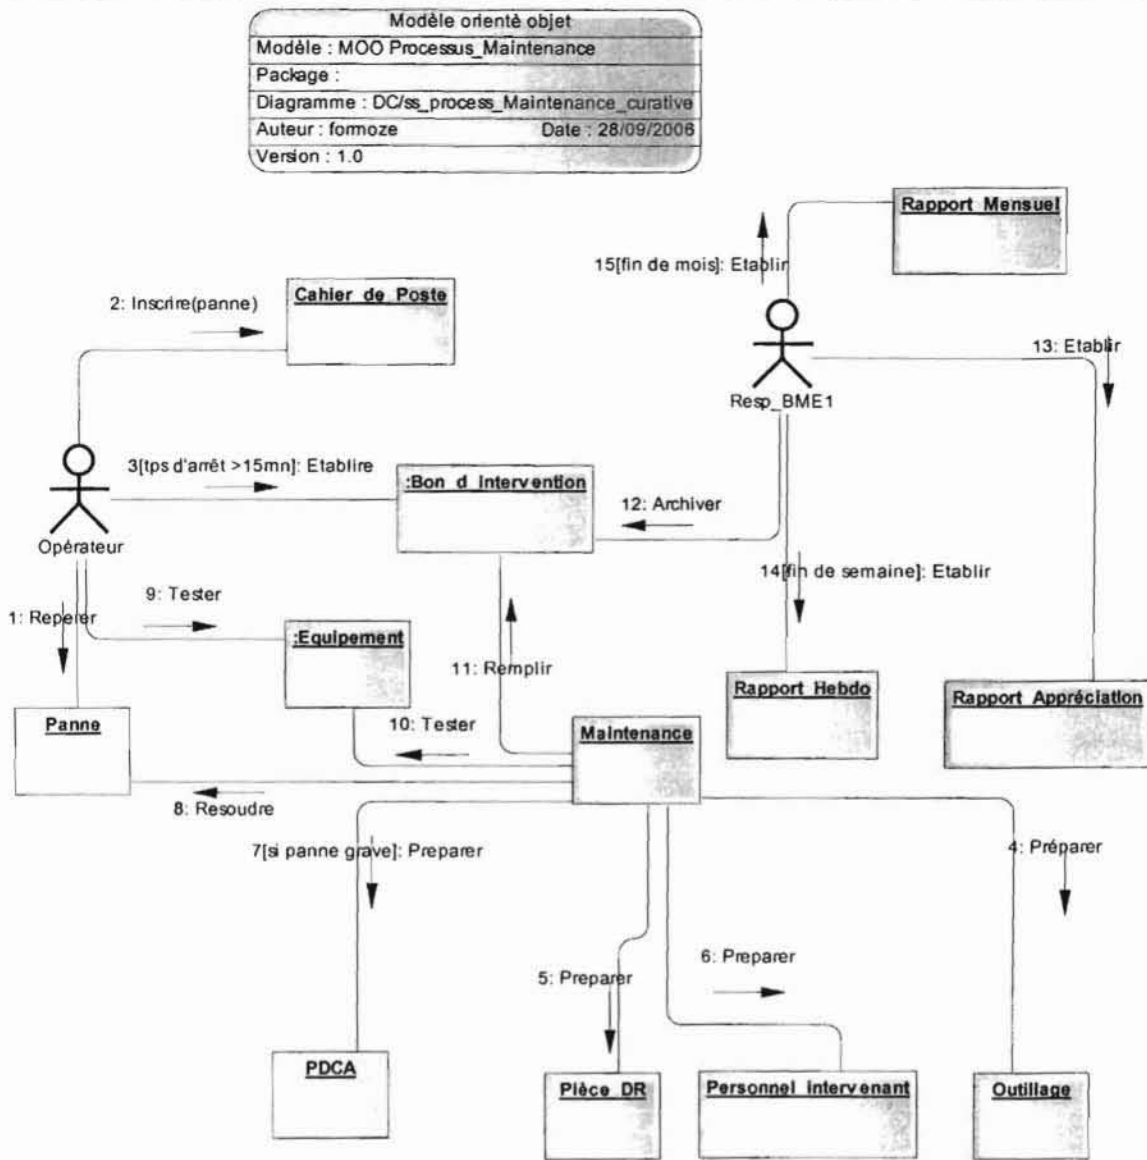 Modèle orientè objet
Modèle : MOO Processus_Maintenance
Package :
Diagramme : DC/ss_process_Maintenance_curative
Auteur : formoze Date : 28/09/2006
Version : 1.0
Rapport Mensuel
15[fin de mois]: Etablir
2: Inscrire(panne)
Cahier de Poste
13: Etablir
Resp_BME1
3[tps d'arrêt >15mn]: Etablire
:Bon d intervention
12: Archiver
Opérateur
14[fin de semaine]: Etablir
9: Tester
1: Reperer
:Equipement
11: Remplir
Rapport Hebdo
Rapport Appréciation
Panne
10: Tester
Maintenance
8: Resoudre
7[si panne grave]: Preparer
4: Préparer
6: Preparer
5: Preparer
PDCA
Pièce DR
Personnel intervenant
Outillage